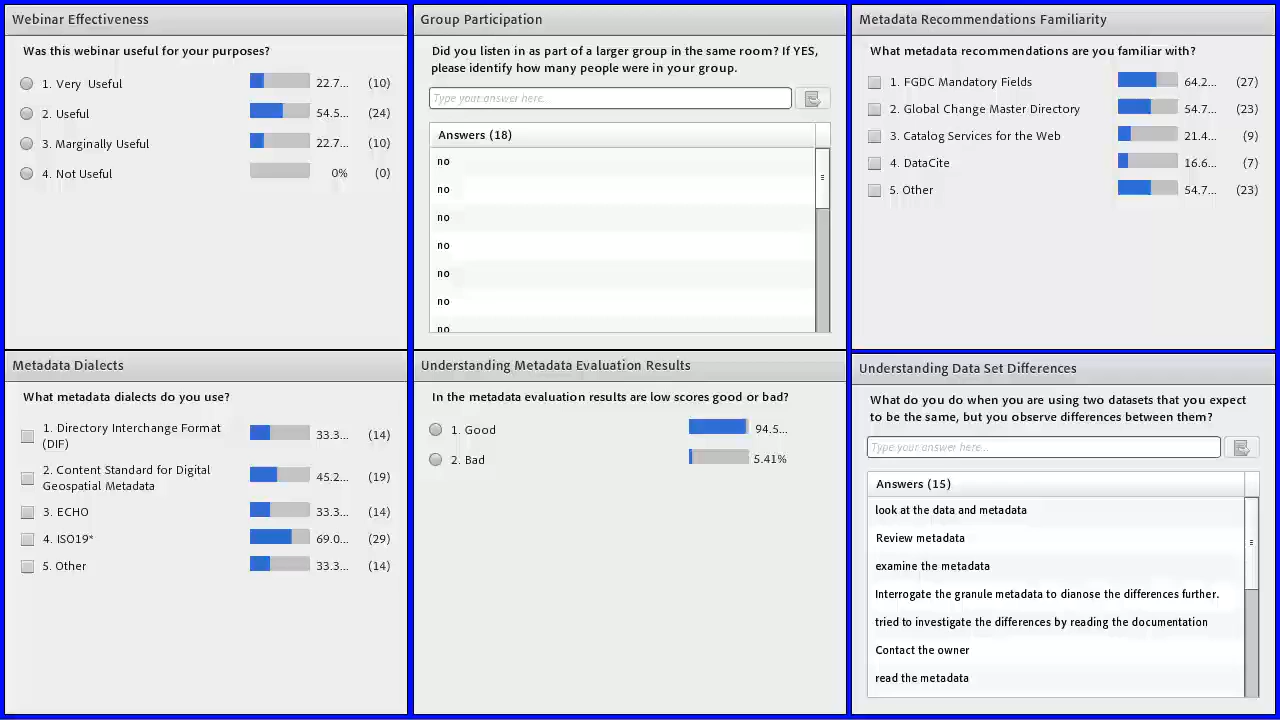 Webinar Effectiveness
Was this webinar useful for your purposes?
1. Very Useful 22.7... (10)
2. Useful 54.5... (24)
3. Marginally Useful 22.7... (10)
4. Not Useful 0% (0)
Group Participation
Did you listen in as part of a larger group in the same room? If YES,
please identify how many people were in your group.
Type your answer here...
Answers (18)
no
no
no
no
no
no
no
Metadata Recommendations Familiarity
What metadata recommendations are you familiar with?
1. FGDC Mandatory Fields 64.2... (27)
2. Global Change Master Directory 54.7... (23)
3. Catalog Services for the Web 21.4... (9)
4. DataCite 16.6... (7)
5. Other 54.7... (23)
Metadata Dialects
What metadata dialects do you use?
1. Directory Interchange Format
(DIF) 33.3... (14)
2. Content Standard for Digital
Geospatial Metadata 45.2... (19)
3. ECHO 33.3... (14)
4. ISO19* 69.0... (29)
5. Other 33.3... (14)
Understanding Metadata Evaluation Results
In the metadata evaluation results are low scores good or bad?
1. Good 94.5...
2. Bad 5.41%
Understanding Data Set Differences
What do you do when you are using two datasets that you expect
to be the same, but you observe differences between them?
Type your answer here...
Answers (15)
look at the data and metadata
Review metadata
examine the metadata
Interrogate the granule metadata to dianose the differences further.
tried to investigate the differences by reading the documentation
Contact the owner
read the metadata